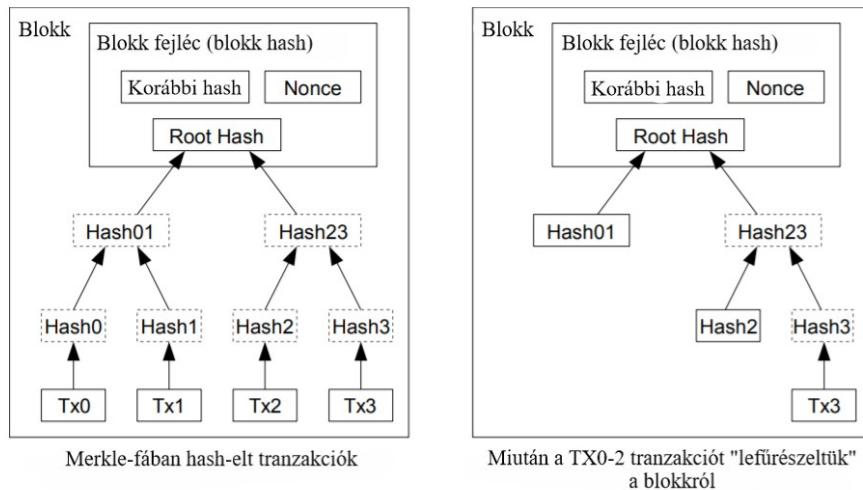 Blokk
Blokk fejléc (blokk hash)
Korábbi hash
Nonce
Root Hash
Hash01
Hash23
Hash0
Hash1
Hash2
Hash3
Tx0
Tx1
Tx2
Tx3
Merkle-fában hash-elt tranzakciók
Blokk
Blokk fejléc (blokk hash)
Korábbi hash
Nonce
Root Hash
Hash01
Hash23
Hash2
Hash3
Tx3
Miután a TX0-2 tranzakciót "lefűrészeltük"
a blokkról